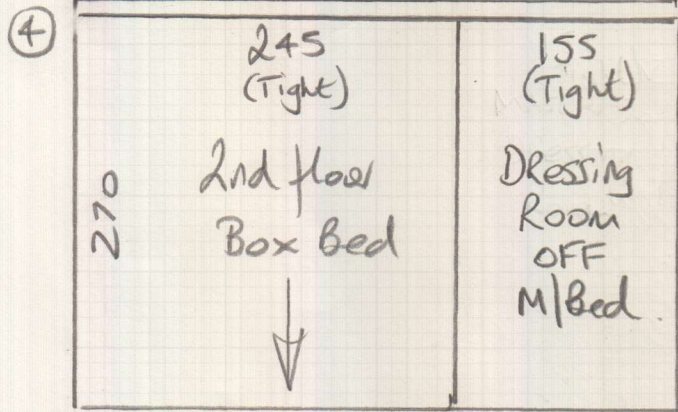 4
245
(Tight)
155
(Tight)
270
2nd floor
Box Bed
Dressing
Room
OFF
M/Bed.